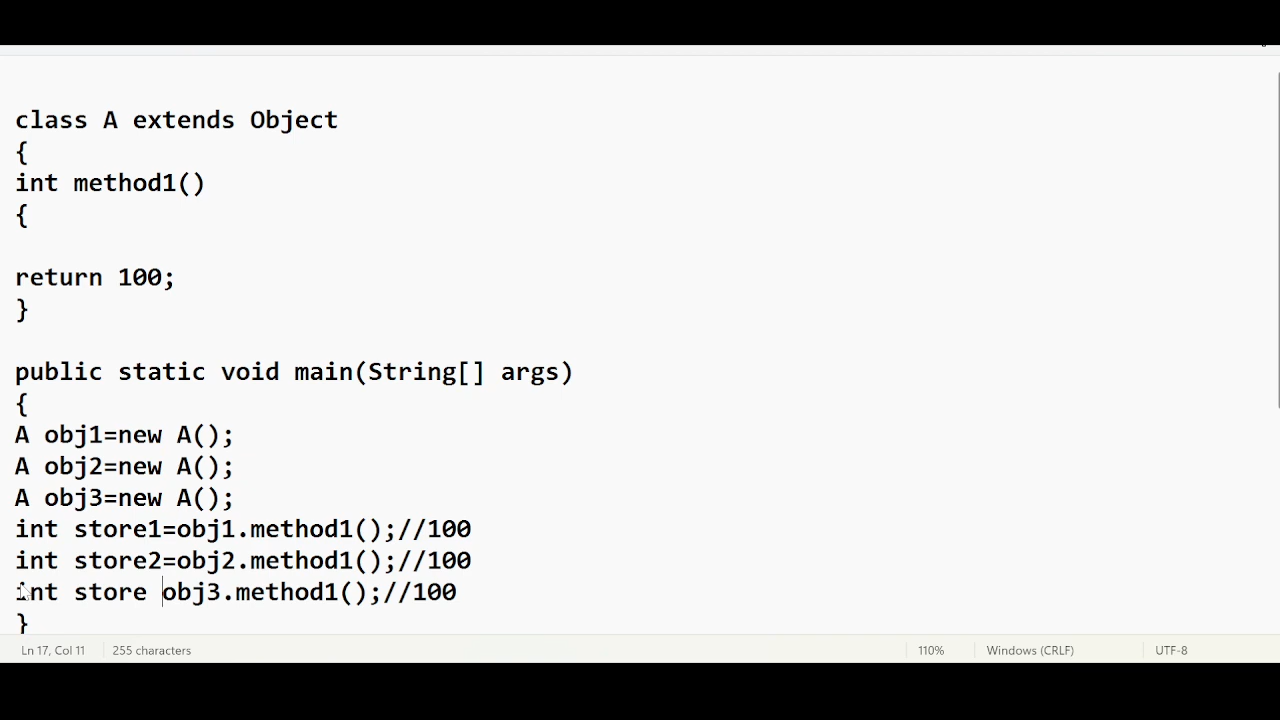 class A extends Object
{
int method1()
{
return 100;
}
public static void main(String[] args)
{
A obj1=new A();
A obj2=new A();
A obj3=new A();
int store1=obj1.method1();//100
int store2=obj2.method1();//100
int store obj3.method1();//100
}
Ln 17, Col 11 255 characters 110% Windows (CRLF) UTF-8